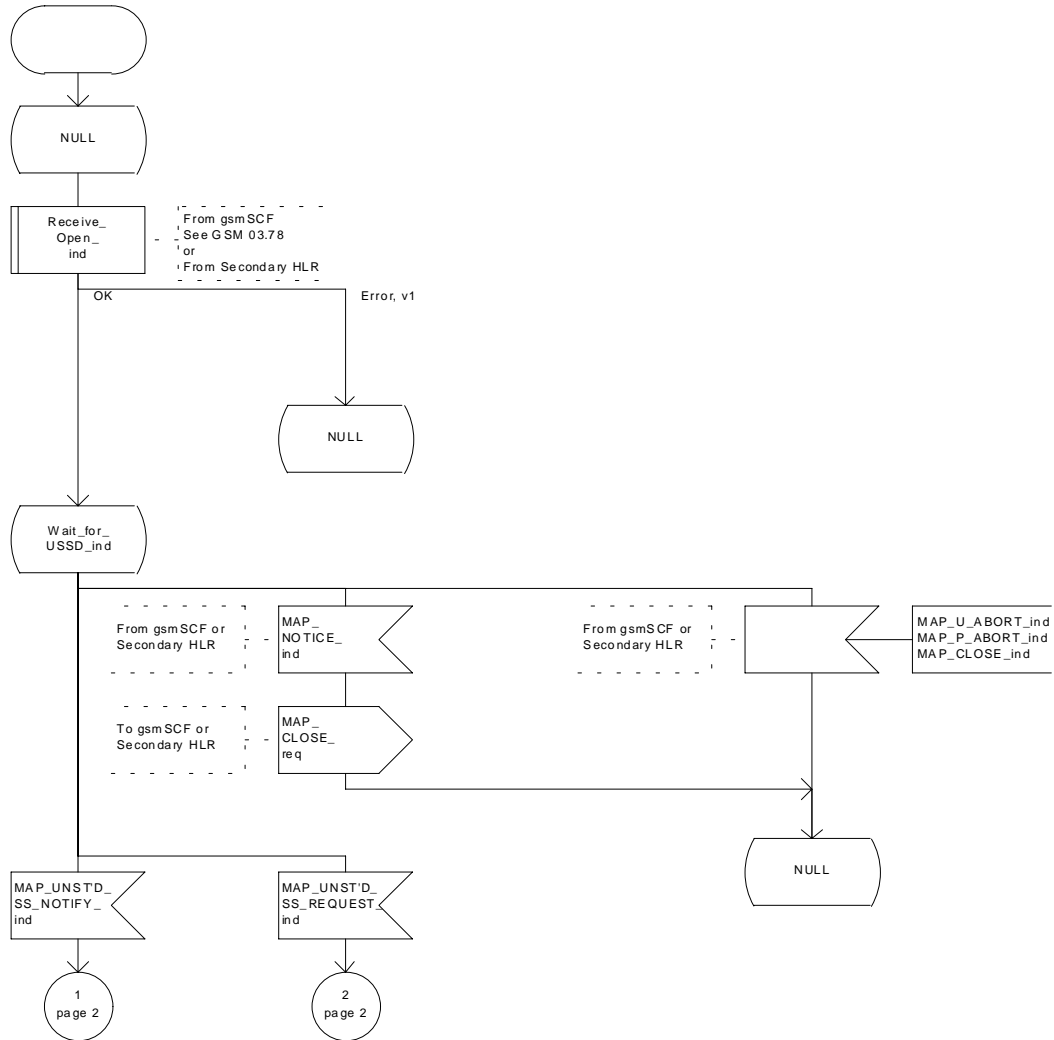 NULL
Receive_
Open_
ind
From gsmSCF
See GSM 03.78
or
From Secondary HLR
OK
Error, v1
NULL
Wait_for_
USSD_ind
From gsmSCF or
Secondary HLR
MAP_
NOTICE_
ind
From gsmSCF or
Secondary HLR
MAP_U_ABORT_ind
MAP_P_ABORT_ind
MAP_CLOSE_ind
To gsmSCF or
Secondary HLR
MAP_
CLOSE_
req
NULL
MAP_UNST'D_
SS_NOTIFY_
ind
MAP_UNST'D_
SS_REQUEST_
ind
1
page 2
2
page 2